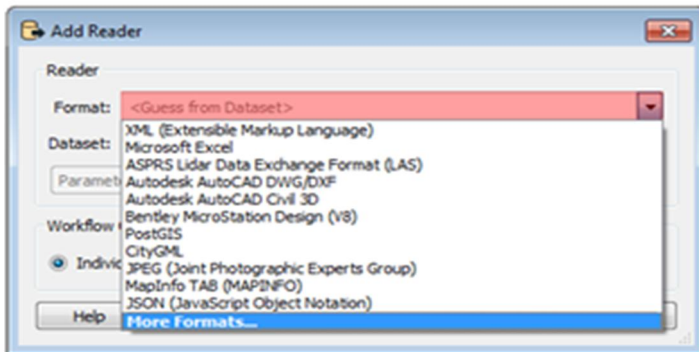 Add Reader
Reader
Format: <Guess from Dataset>
XML (Extensible Markup Language)
Dataset: Microsoft Excel
ASPRS Lidar Data Exchange Format (LAS)
Paramet Autodesk AutoCAD DWG/DXF
Autodesk AutoCAD Civil 3D
Bentley MicroStation Design (V8)
Workflow PostGIS
CityGML
Individ JPEG (Joint Photographic Experts Group)
MapInfo TAB (MAPINFO)
JSON (JavaScript Object Notation)
Help More Formats...